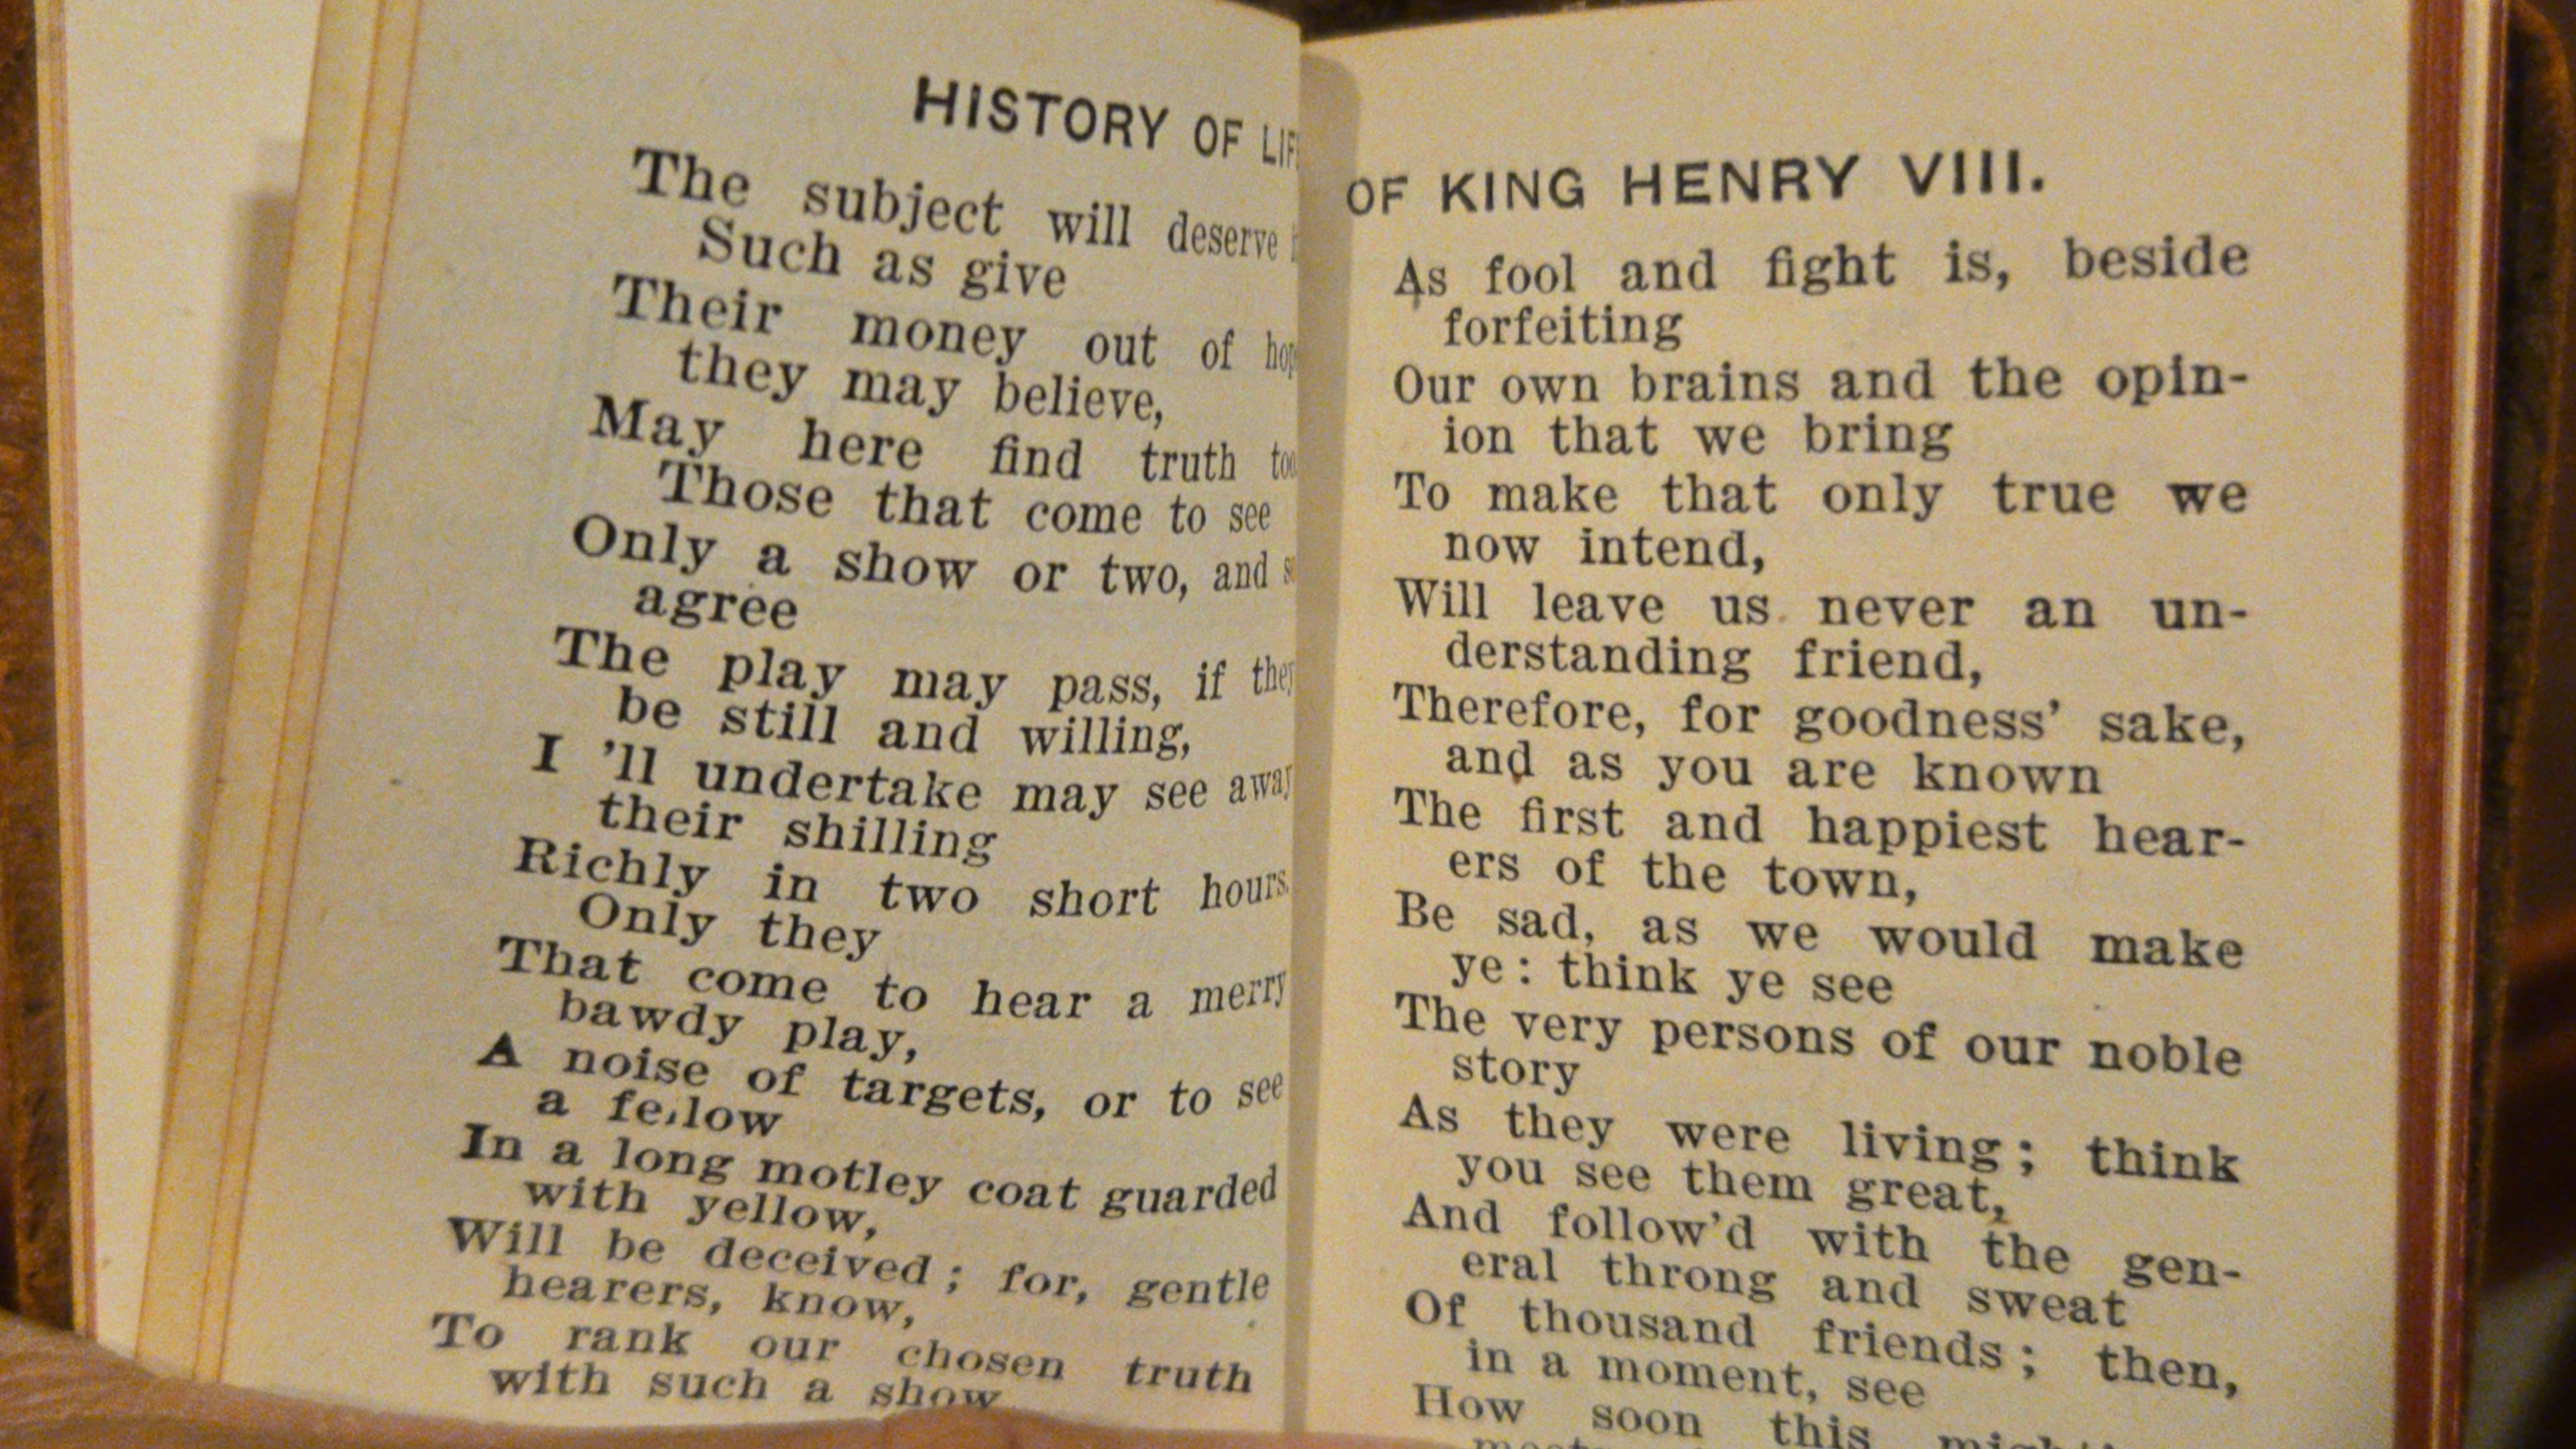 HISTORY OF
The subject will deserve
Such as give
Their money out of
they may believe,
May here find truth
Those that come to see
Only a show or two, and
agree
The play may pass, if
be still and willing,
I 'll undertake may see
their shilling
Richly in two short hours.
Only they
That come to hear a merry
bawdy play,
A noise of targets, or to see
a fellow
In a long motley coat guarded
with yellow,
Will be deceived; for, gentle
hearers, know,
To rank our chosen truth
with such a show
OF KING HENRY VIII.
As fool and fight is, beside
forfeiting
Our own brains and the opin-
ion that we bring
To make that only true we
now intend,
Will leave us never an un-
derstanding friend,
Therefore, for goodness' sake,
and as you are known
The first and happiest hear-
ers of the town,
Be sad, as we would make
ye: think ye see
The very persons of our noble
story
As they were living; think
you see them great,
And follow'd with the gen-
eral throng and sweat
Of thousand friends; then,
in a moment, see
How soon this